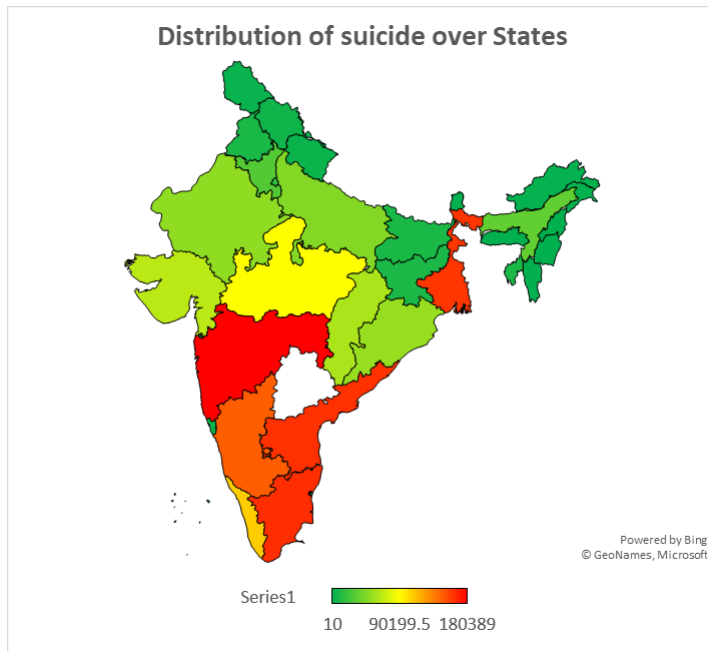 Distribution of suicide over States
Powered by Bing
© GeoNames, Microsoft
Series1
10 90199.5 180389